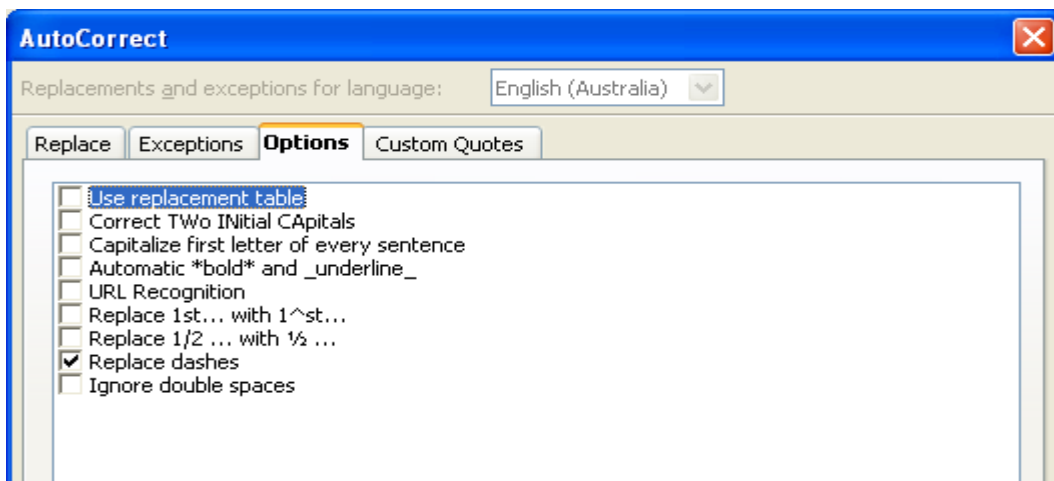 AutoCorrect
Replacements and exceptions for language: English (Australia)
Replace Exceptions Options Custom Quotes
Use replacement table
Correct TWo INitial CApitals
Capitalize first letter of every sentence
Automatic *bold* and _underline_
URL Recognition
Replace 1st... with 1^st...
Replace 1/2 ... with ½ ...
Replace dashes
Ignore double spaces